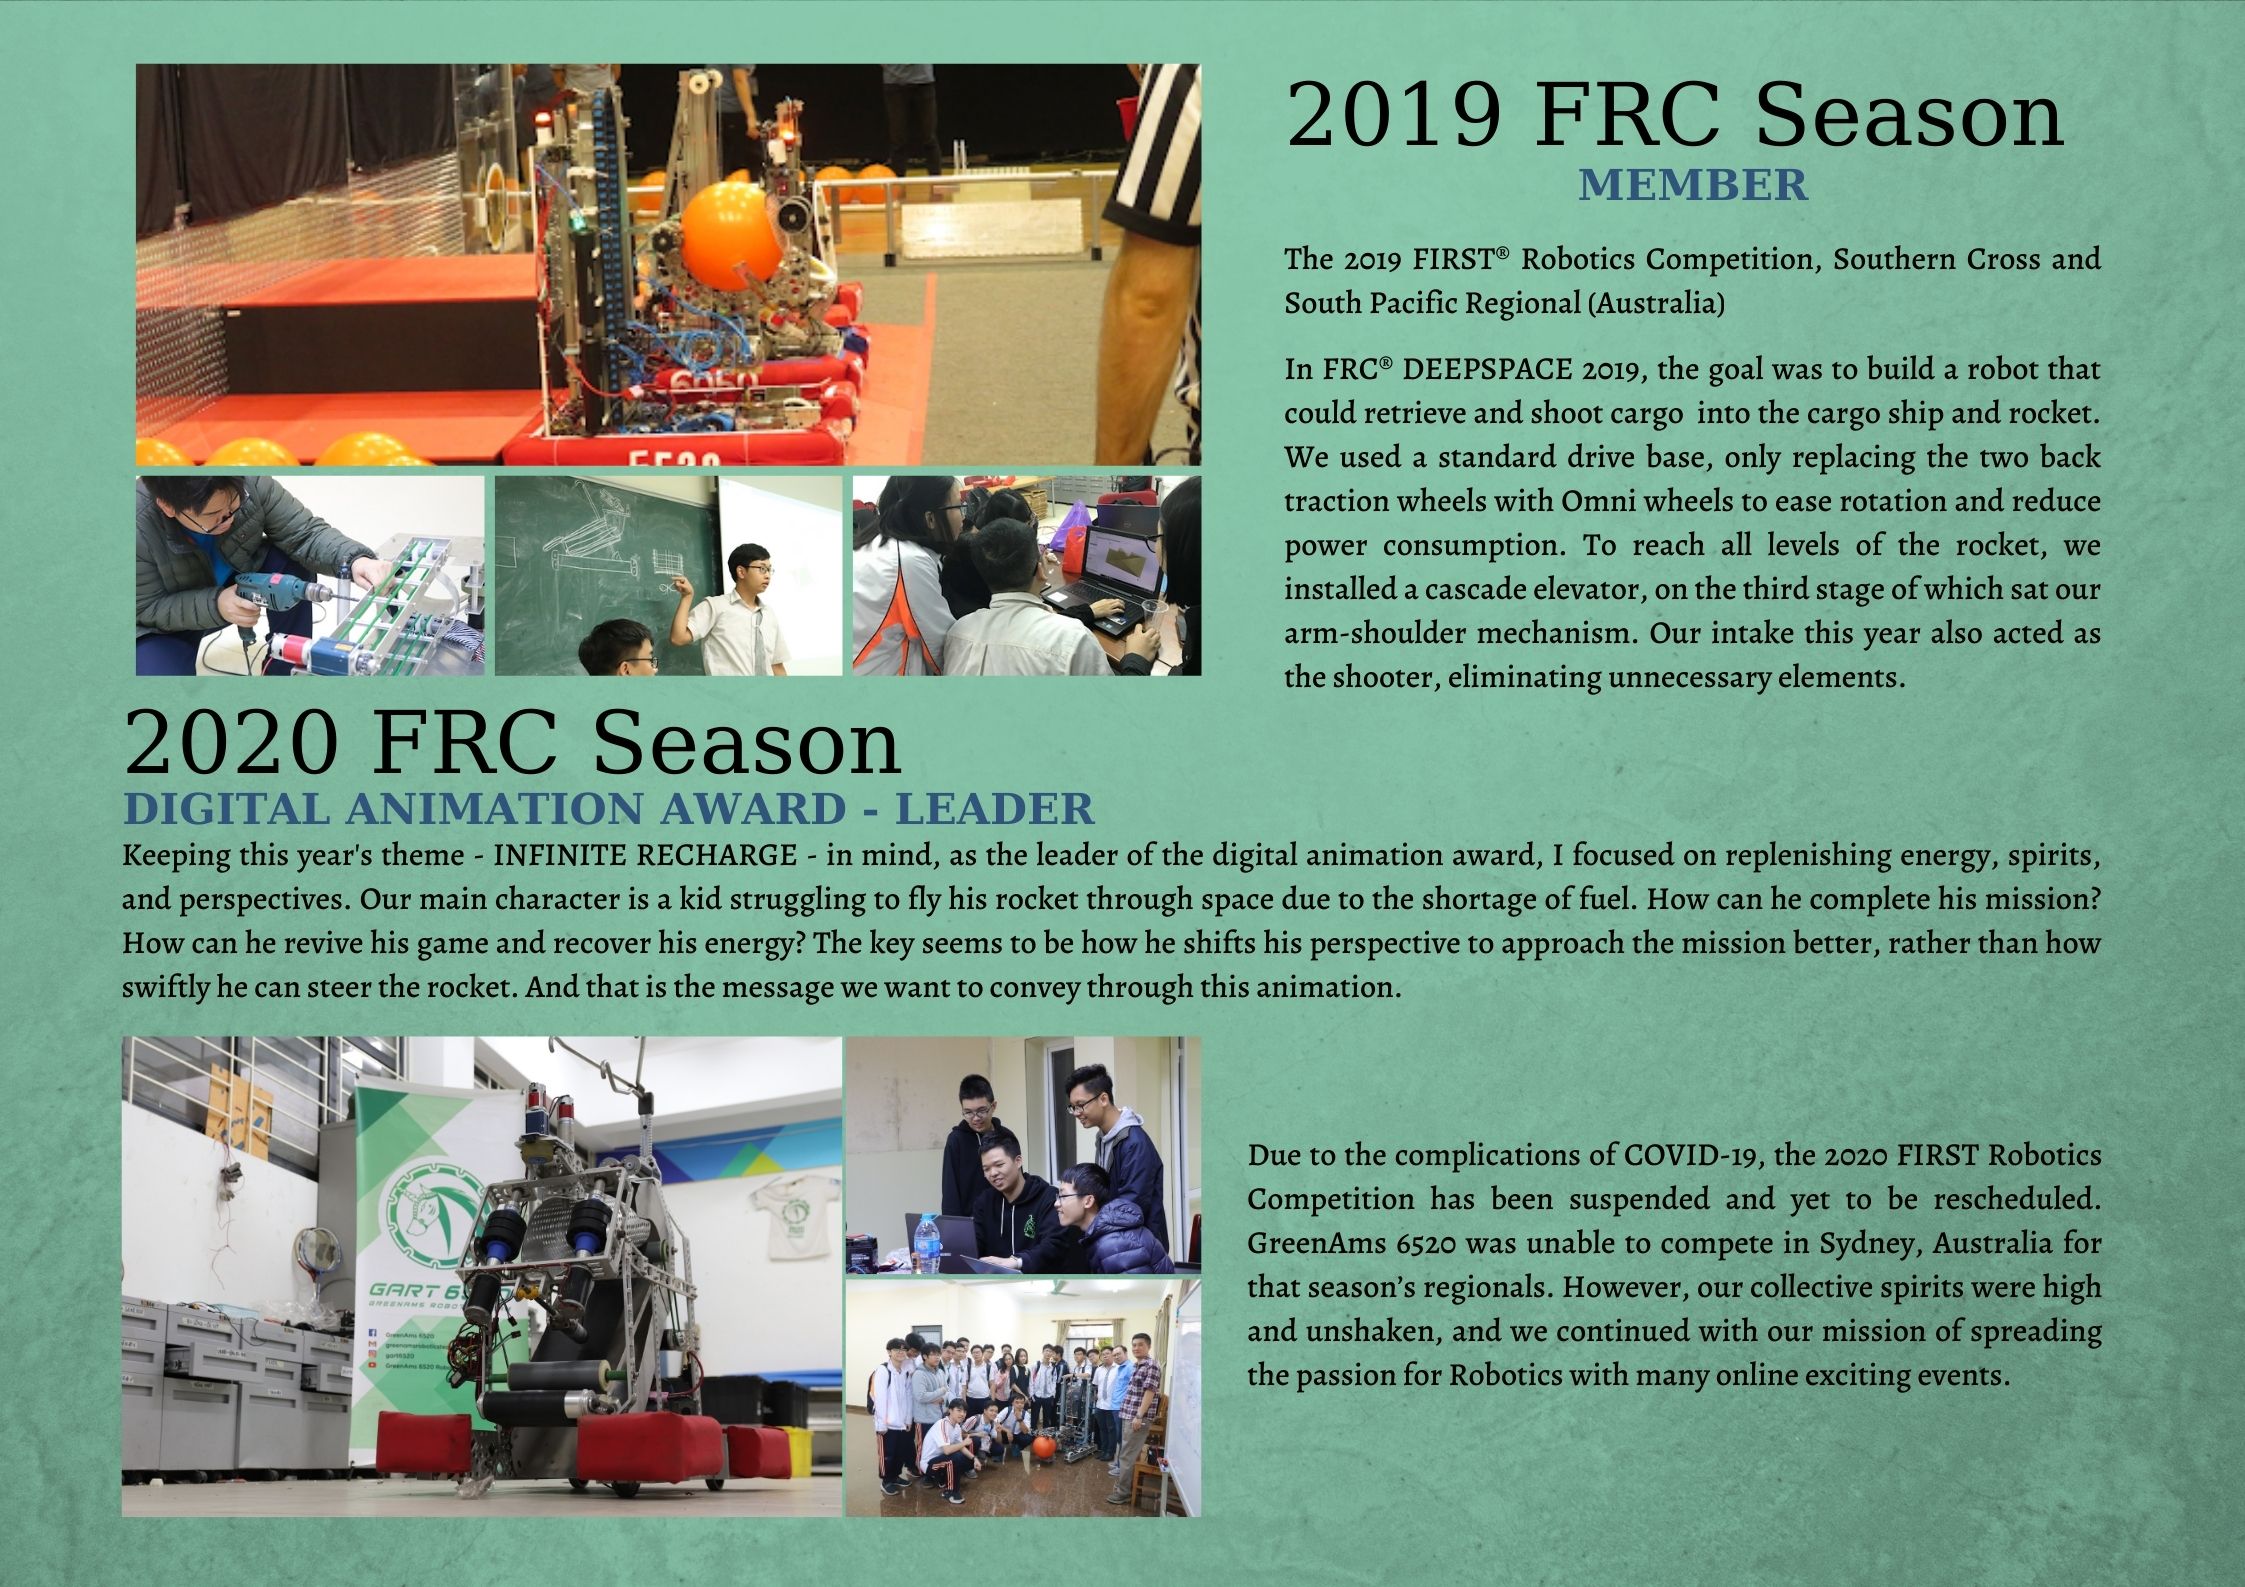 2019 FRC Season
MEMBER
The 2019 FIRST® Robotics Competition, Southern Cross and
South Pacific Regional (Australia)
In FRC® DEEPSPACE 2019, the goal was to build a robot that
could retrieve and shoot cargo into the cargo ship and rocket.
We used a standard drive base, only replacing the two back
traction wheels with Omni wheels to ease rotation and reduce
power consumption. To reach all levels of the rocket, we
installed a cascade elevator, on the third stage of which sat our
arm-shoulder mechanism. Our intake this year also acted as
the shooter, eliminating unnecessary elements.
2020 FRC Season
DIGITAL ANIMATION AWARD - LEADER
Keeping this year's theme - INFINITE RECHARGE - in mind, as the leader of the digital animation award, I focused on replenishing energy, spirits,
and perspectives. Our main character is a kid struggling to fly his rocket through space due to the shortage of fuel. How can he complete his mission?
How can he revive his game and recover his energy? The key seems to be how he shifts his perspective to approach the mission better, rather than how
swiftly he can steer the rocket. And that is the message we want to convey through this animation.
GART
GREENAMS
GreenAms 6520
gart6520
GreenAms 6520
Due to the complications of COVID-19, the 2020 FIRST Robotics
Competition has been suspended and yet to be rescheduled.
GreenAms 6520 was unable to compete in Sydney, Australia for
that season’s regionals. However, our collective spirits were high
and unshaken, and we continued with our mission of spreading
the passion for Robotics with many online exciting events.